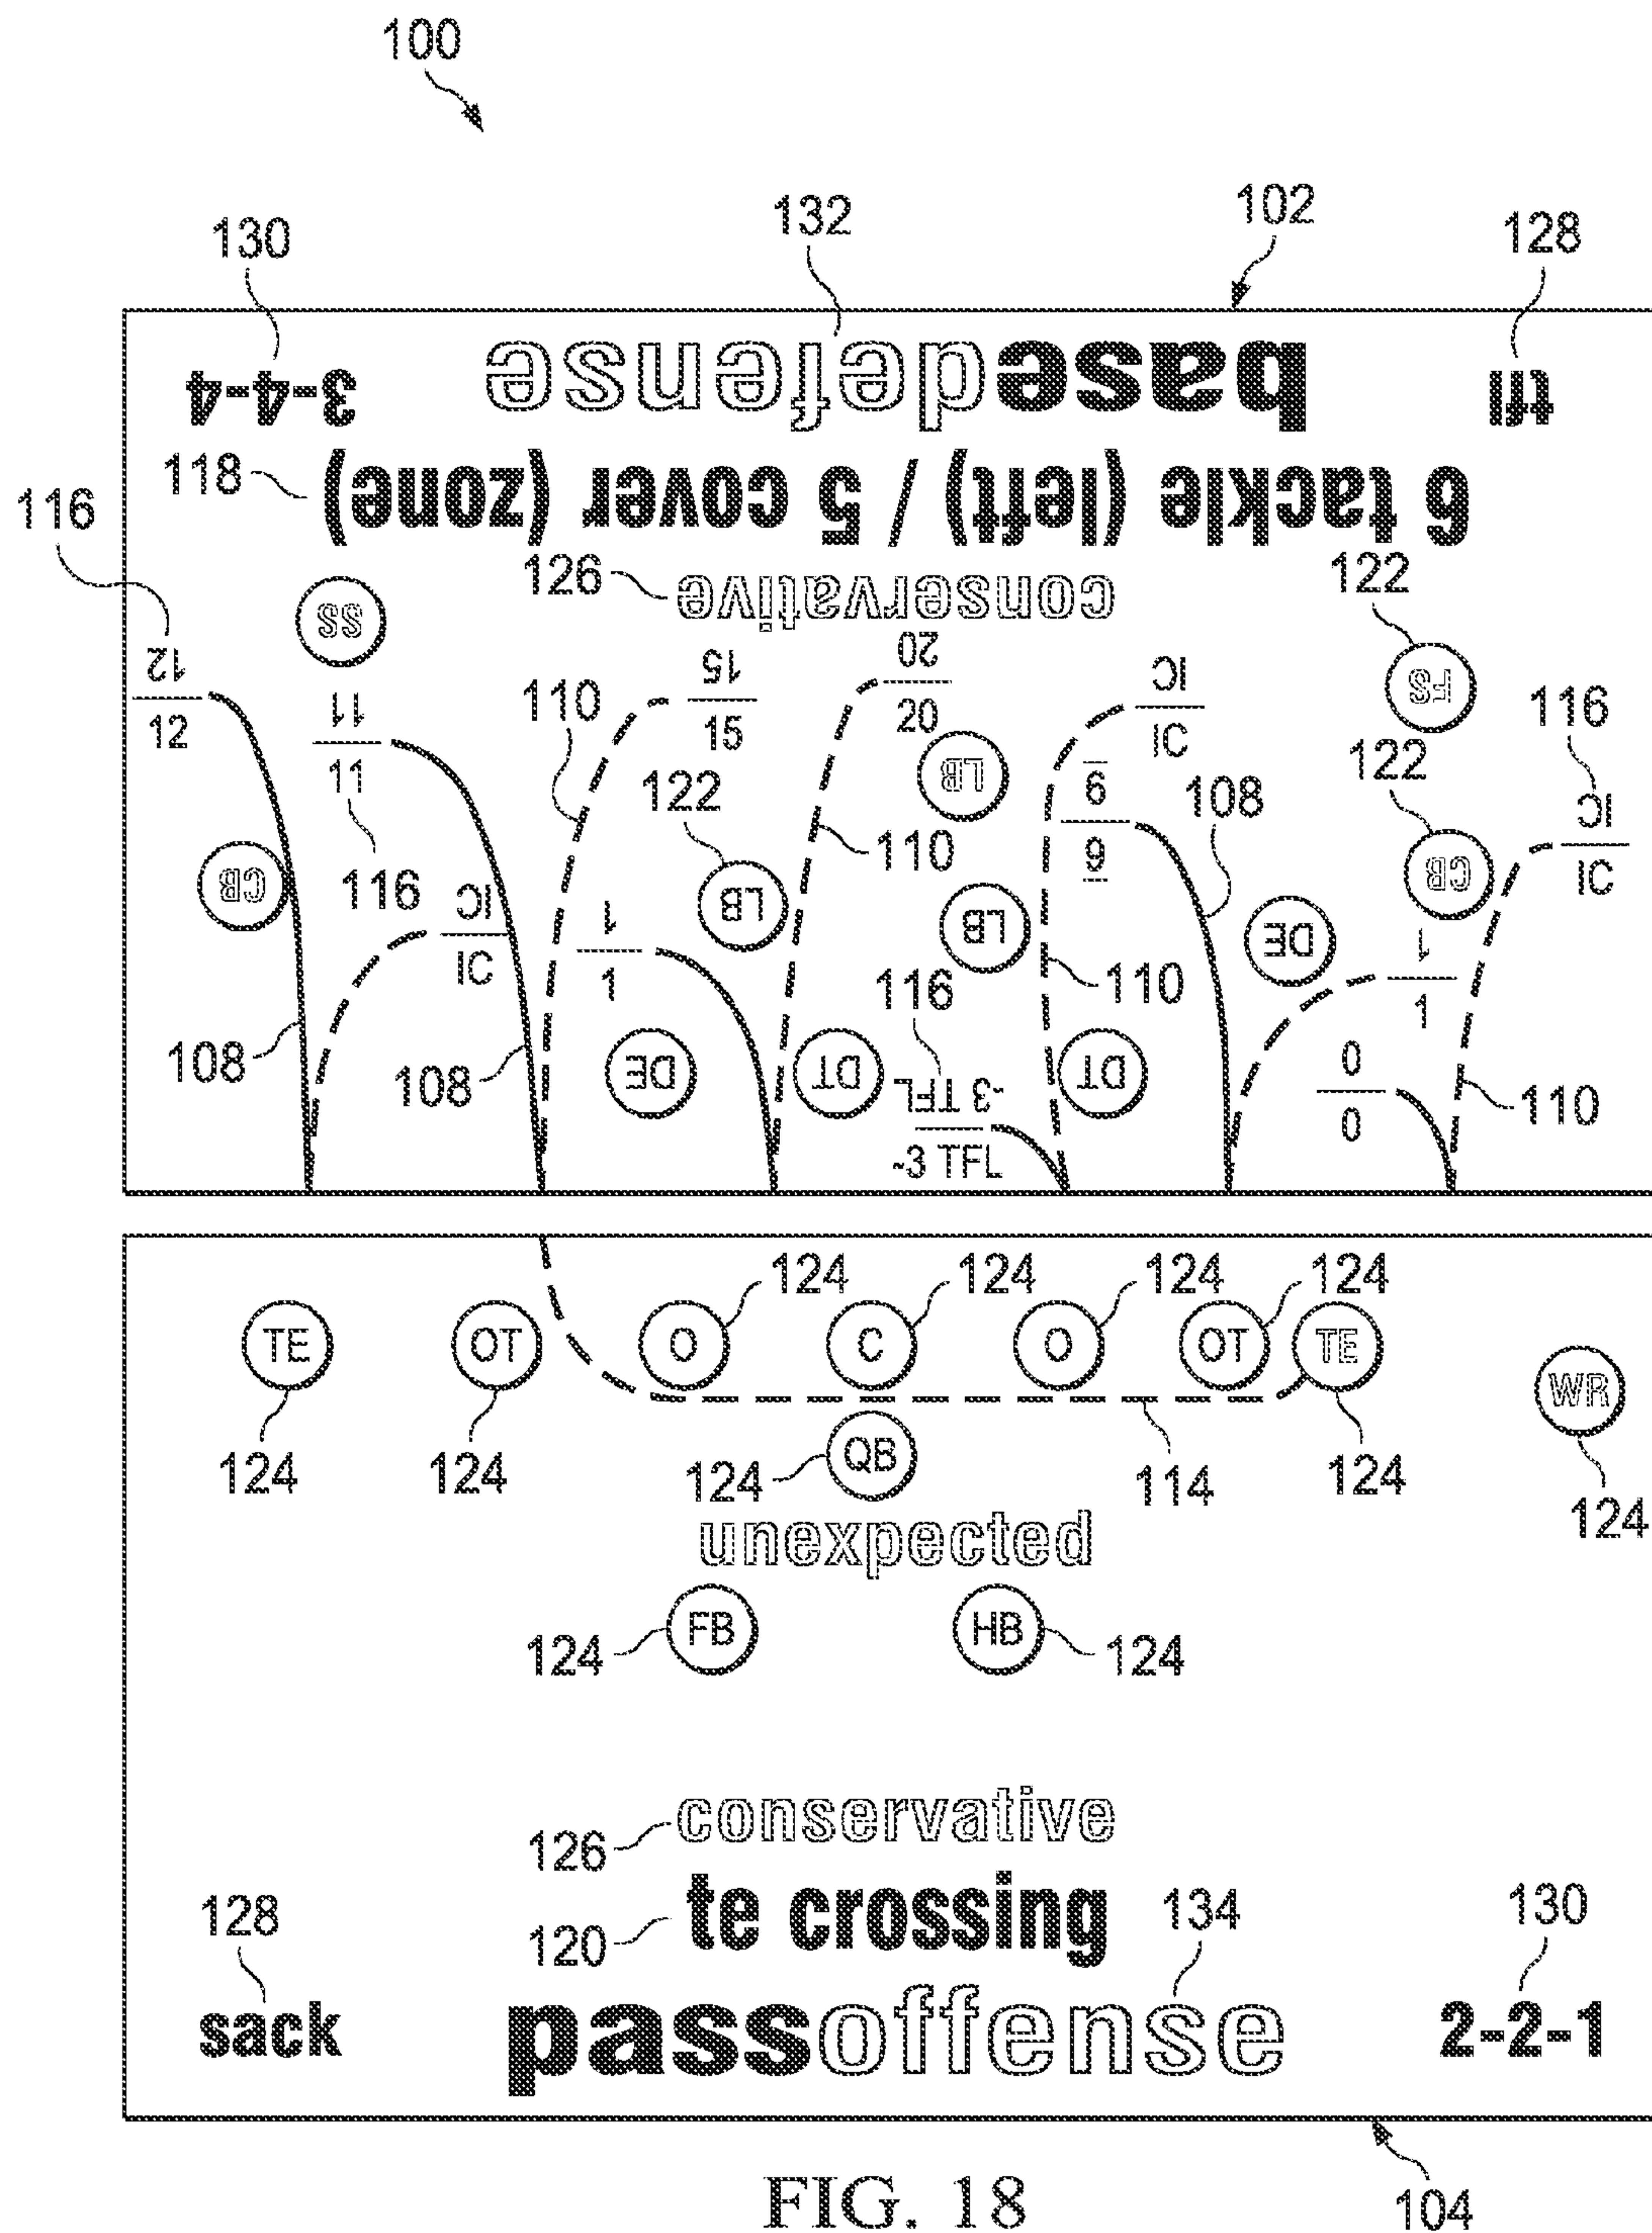 100
130 132 102 128
3-4-4 basedefense tfl
118 6 tackle (left) / 5 cover (zone)
116 126 conservative 122
SS FS
12 11 110 15 20 IC 116
12 11 15 20 IC
122 LB 6 108 122 IC
CB 116 IC 1 LB 110 6 CB IC
IC 1 LB DE 1
116 110 1
108 108 DE DT -3 TFL DT 0 110
-3 TFL 0
124 124 124 124
TE OT O C O OT TE WR
124 124 124 QB 114 124 124
unexpected
124 FB HB 124
126 conservative
128 120 te crossing 134 130
sack passoffense 2-2-1
FIG. 18 104